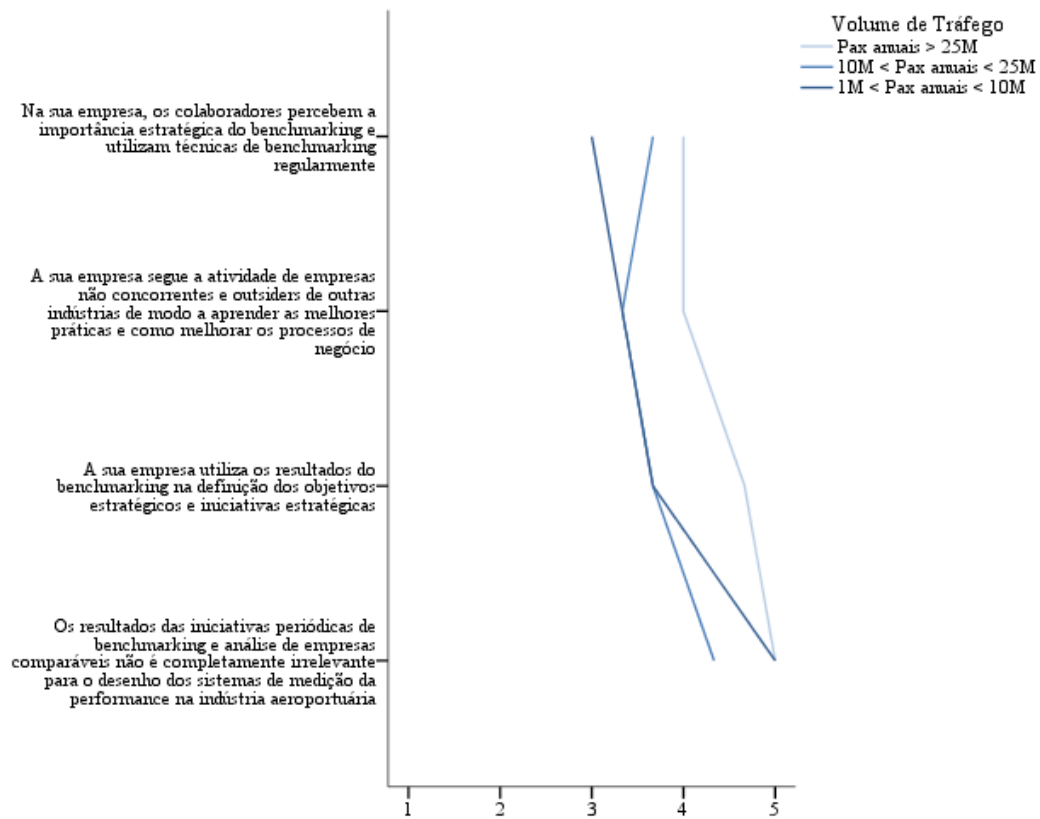 Volume de Tráfego
Pax anuais > 25M
10M < Pax anuais < 25M
1M < Pax anuais < 10M
Na sua empresa, os colaboradores percebem a
importância estratégica do benchmarking e
utilizam técnicas de benchmarking
regularmente
A sua empresa segue a atividade de empresas
não concorrentes e outsiders de outras
indústrias de modo a aprender as melhores
práticas e como melhorar os processos de
negócio
A sua empresa utiliza os resultados do
benchmarking na definição dos objetivos
estratégicos e iniciativas estratégicas
Os resultados das iniciativas periódicas de
benchmarking e análise de empresas
comparáveis não é completamente irrelevante
para o desenho dos sistemas de medição da
performance na indústria aeroportuária
1 2 3 4 5